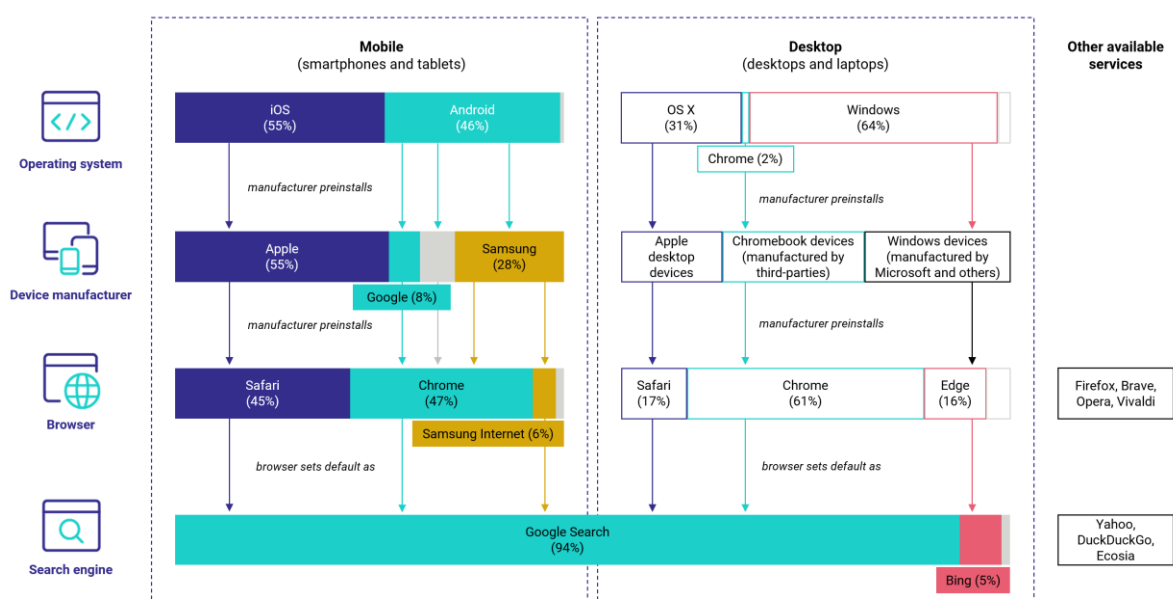 Mobile
(smartphones and tablets)
Desktop
(desktops and laptops)
Other available
services
Operating system
iOS
(55%)
Android
(46%)
OS X
(31%)
Windows
(64%)
Chrome (2%)
manufacturer preinstalls
manufacturer preinstalls
Device manufacturer
Apple
(55%)
Samsung
(28%)
Google (8%)
Apple
desktop
devices
Chromebook devices
(manufactured by
third-parties)
Windows devices
(manufactured by
Microsoft and others)
manufacturer preinstalls
manufacturer preinstalls
Browser
Safari
(45%)
Chrome
(47%)
Samsung Internet (6%)
Safari
(17%)
Chrome
(61%)
Edge
(16%)
Firefox, Brave,
Opera, Vivaldi
browser sets default as
browser sets default as
Search engine
Google Search
(94%)
Bing (5%)
Yahoo,
DuckDuckGo,
Ecosia